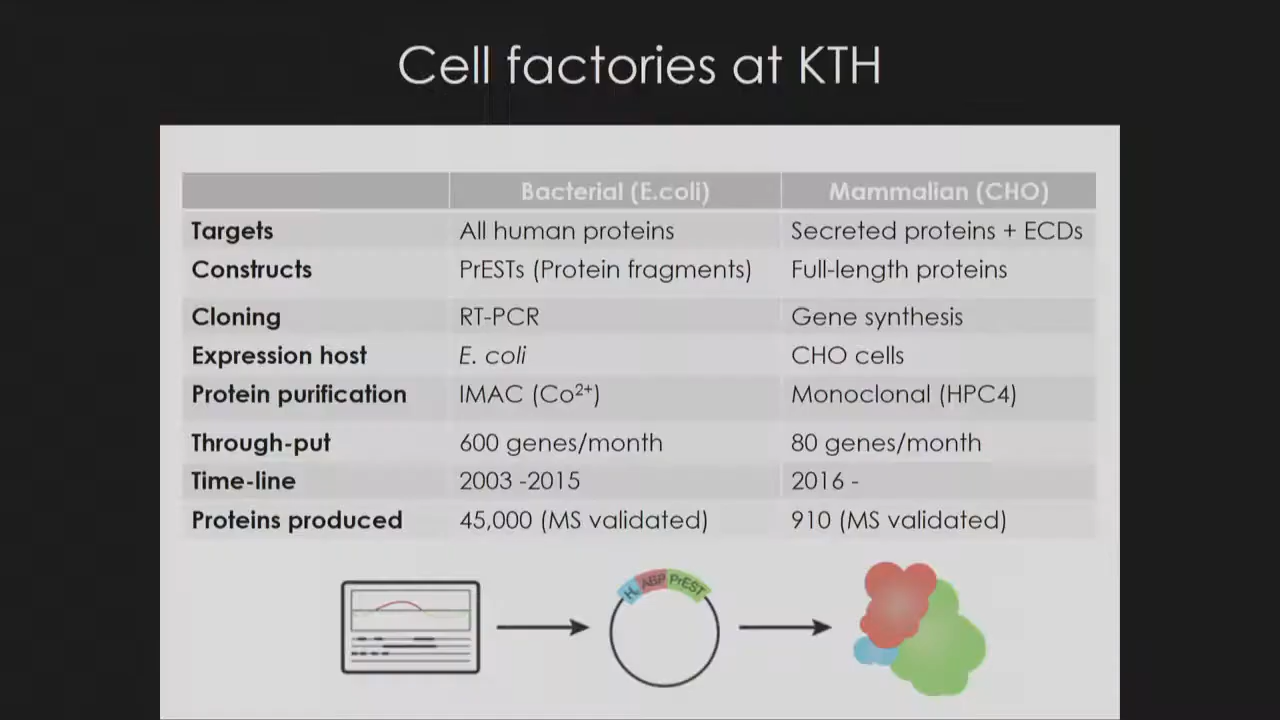 Cell factories at KTH
Bacterial (E.coli) Mammalian (CHO)
Targets All human proteins Secreted proteins + ECDs
Constructs PrESTs (Protein fragments) Full-length proteins
Cloning RT-PCR Gene synthesis
Expression host E. coli CHO cells
Protein purification IMAC (Co²⁺) Monoclonal (HPC4)
Through-put 600 genes/month 80 genes/month
Time-line 2003 -2015 2016 -
Proteins produced 45,000 (MS validated) 910 (MS validated)
ABP PrEST